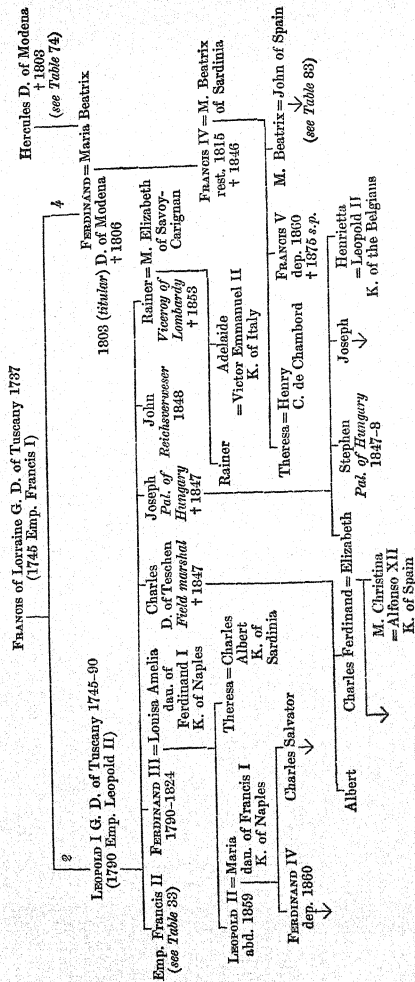 FRANCIS of Lorraine G. D. of Tuscany 1737
(1745 Emp. Francis I)
Hercules D. of Modena
† 1803
(see Table 74)
2
4
LEOPOLD I G. D. of Tuscany 1745-90
(1790 Emp. Leopold II)
FERDINAND = Maria Beatrix
1803 (titular) D. of Modena
† 1806
Emp. Francis II
(see Table 33)
FERDINAND III = Louisa Amelia
1790-1824
dau. of
Ferdinand I
K. of Naples
Charles
D. of Teschen
Field marshal
† 1847
Joseph
Pal. of
Hungary
† 1847
John
Reichsverweser
1848
Rainer = M. Elizabeth
Viceroy of
Lombardy
† 1853
of Savoy-
Carignan
FRANCIS IV = M. Beatrix
rest. 1815
† 1846
of Sardinia
LEOPOLD II = Maria
abd. 1859
dau. of Francis I
K. of Naples
Theresa = Charles
Albert
K. of
Sardinia
Rainer
Adelaide
= Victor Emmanuel II
K. of Italy
Theresa = Henry
C. de Chambord
FRANCIS V
dep. 1860
† 1875 s.p.
M. Beatrix = John of Spain
(see Table 83)
FERDINAND IV
dep. 1860
Charles Salvator
Albert
Charles Ferdinand = Elizabeth
Stephen
Pal. of Hungary
1847-8
Joseph
Henrietta
= Leopold II
K. of the Belgians
M. Christina
= Alfonso XII
K. of Spain